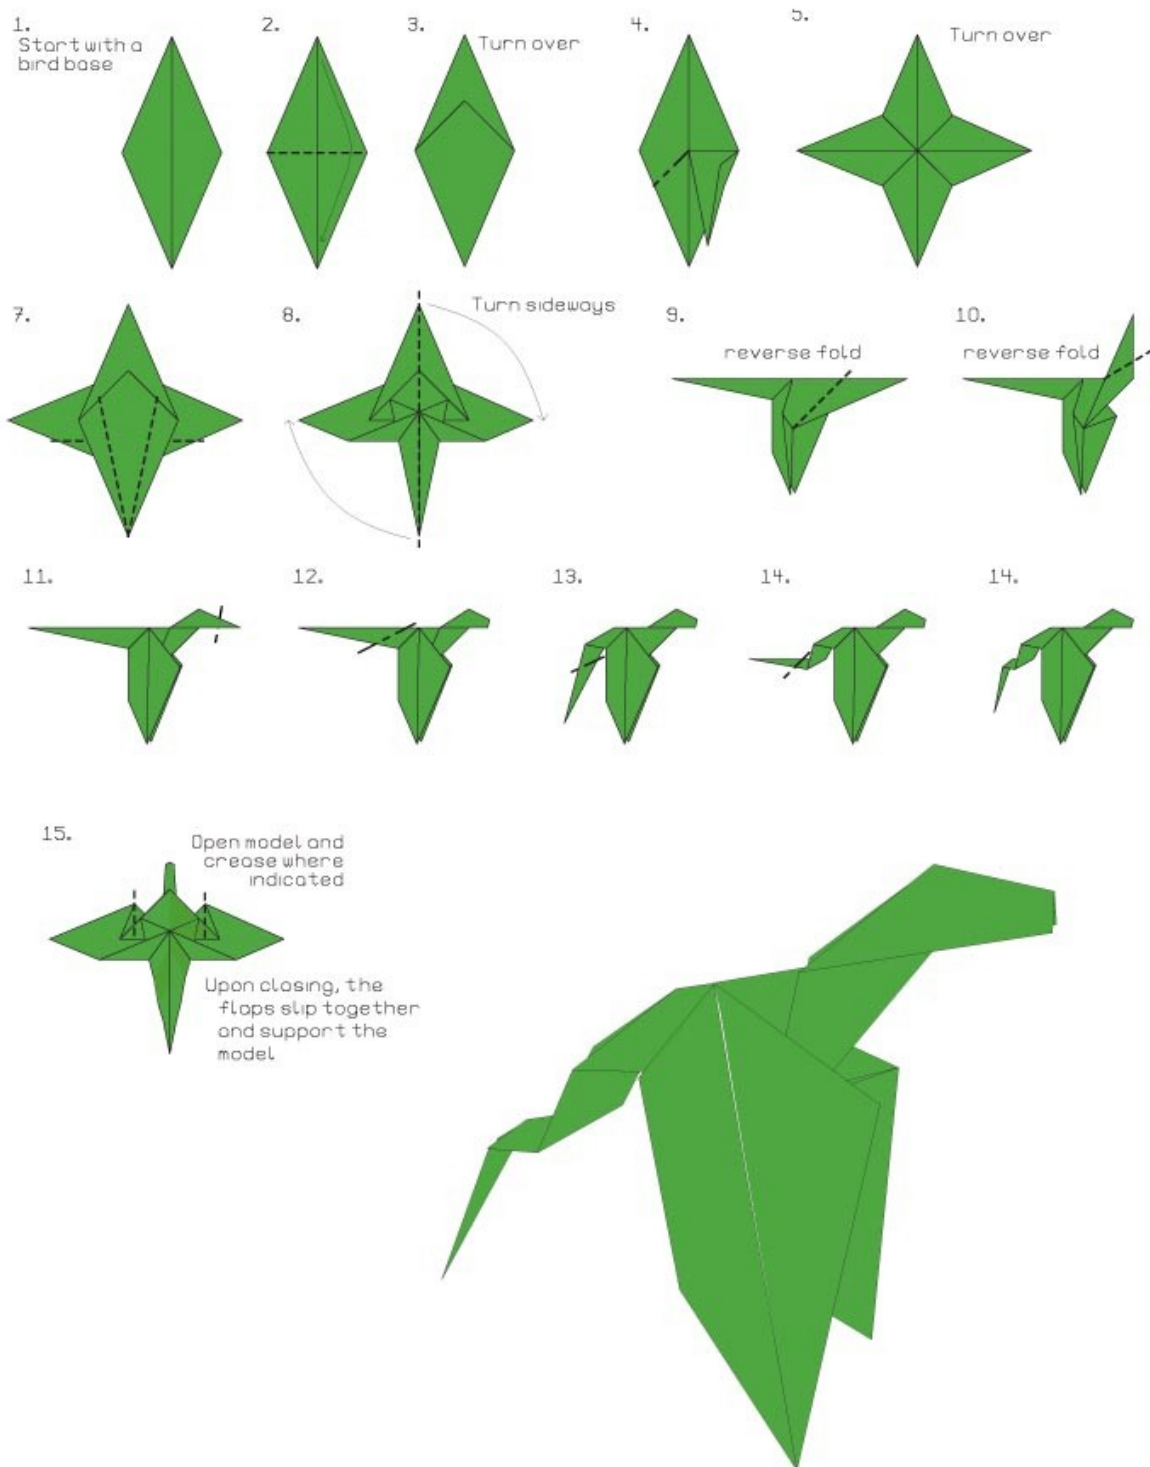 1.
Start with a
bird base
2.
3.
Turn over
4.
5.
Turn over
7.
8.
Turn sideways
9.
reverse fold
10.
reverse fold
11.
12.
13.
14.
14.
15.
Open model and
crease where
indicated
Upon closing, the
flaps slip together
and support the
model